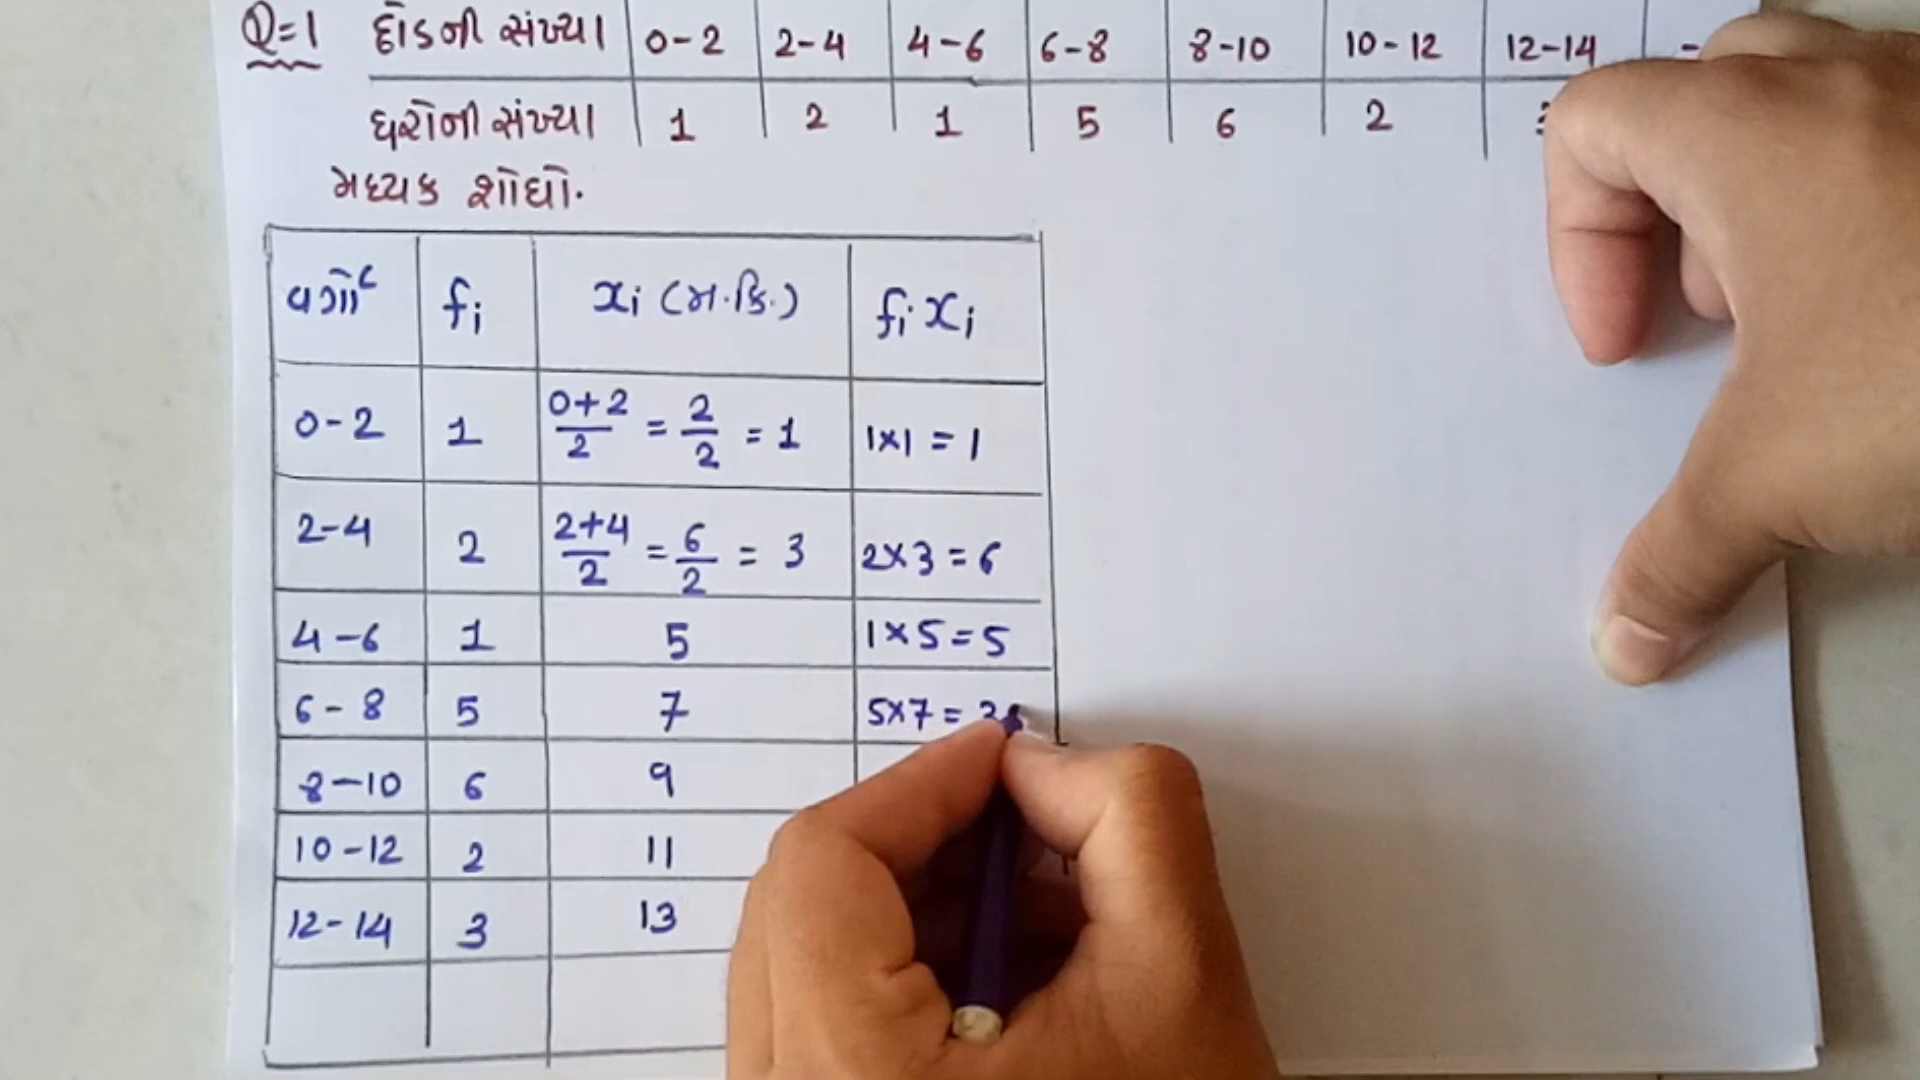 Q=1 છોડની સંખ્યા 0-2 2-4 4-6 6-8 8-10 10-12 12-14 -
ઘરોની સંખ્યા 1 2 1 5 6 2
મધ્યક શોધો.
વર્ગો fi xi (મ.કિ.) fi xi
0-2 1 0+2/2 = 2/2 = 1 1×1 = 1
2-4 2 2+4/2 = 6/2 = 3 2×3 = 6
4-6 1 5 1×5=5
6-8 5 7 5×7 =
8-10 6 9
10-12 2 11
12-14 3 13